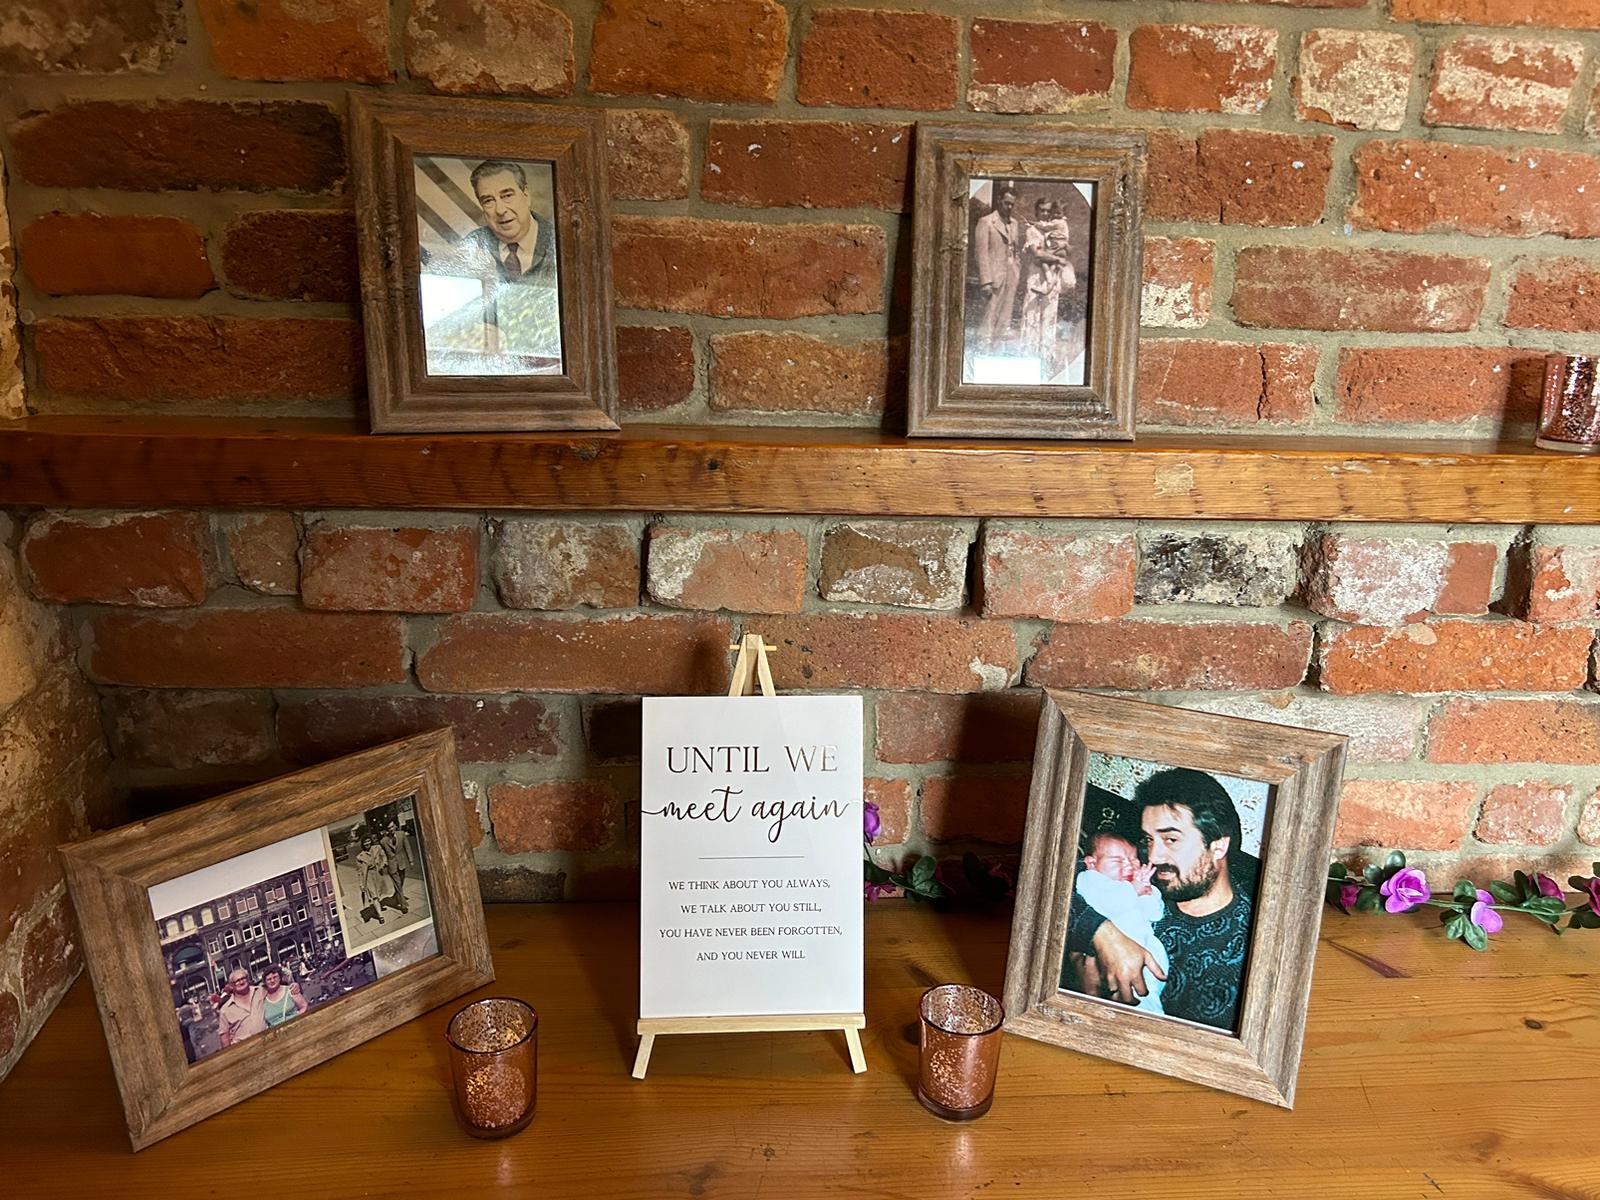 UNTIL WE
meet again
WE THINK ABOUT YOU ALWAYS,
WE TALK ABOUT YOU STILL,
YOU HAVE NEVER BEEN FORGOTTEN,
AND YOU NEVER WILL